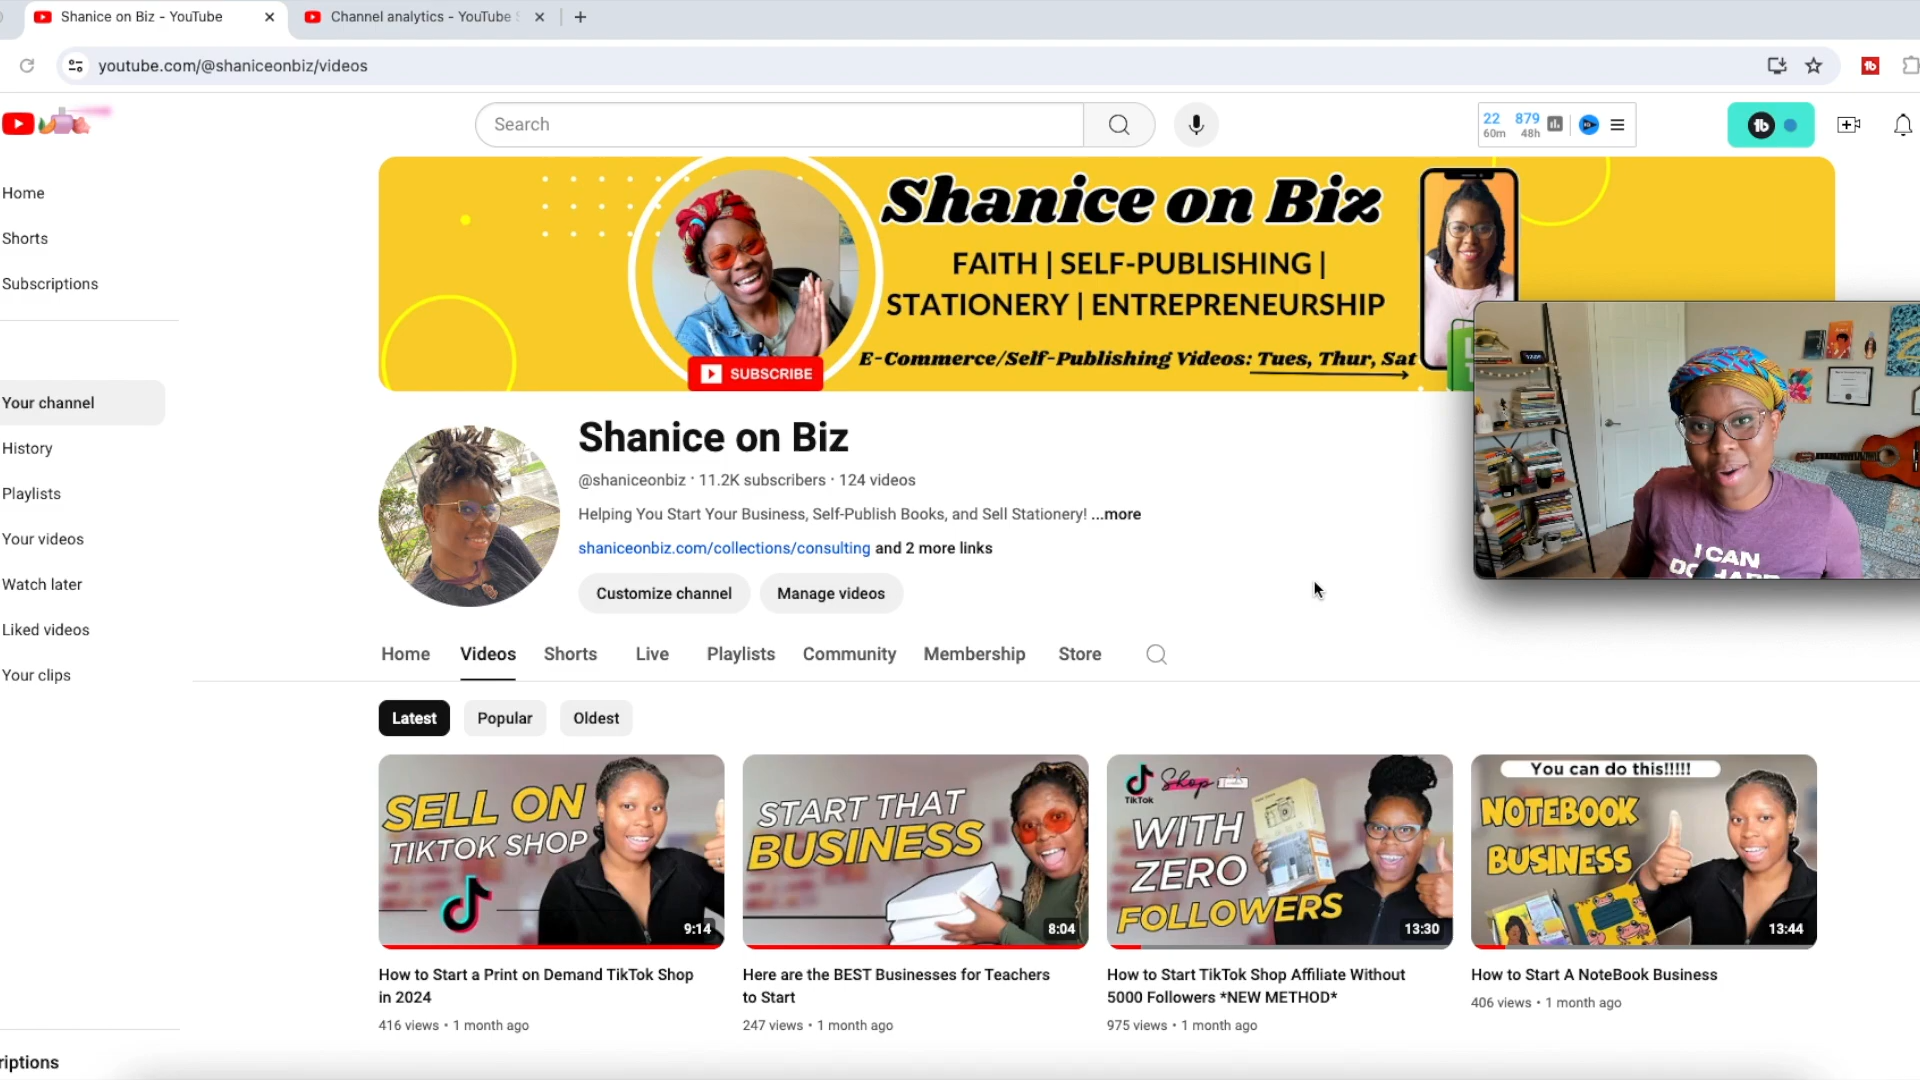 Shanice on Biz - YouTube
Channel analytics - YouTube S
youtube.com/@shaniceonbiz/videos
Search
22 879
60m 48h
Home
Shorts
Subscriptions
Your channel
History
Playlists
Your videos
Watch later
Liked videos
Your clips
riptions
Shanice on Biz
FAITH | SELF-PUBLISHING |
STATIONERY | ENTREPRENEURSHIP
E-Commerce/Self-Publishing Videos: Tues, Thur, Sat
SUBSCRIBE
I CAN
Shanice on Biz
@shaniceonbiz · 11.2K subscribers · 124 videos
Helping You Start Your Business, Self-Publish Books, and Sell Stationery! ...more
shaniceonbiz.com/collections/consulting and 2 more links
Customize channel Manage videos
Home Videos Shorts Live Playlists Community Membership Store
Latest Popular Oldest
SELL ON
TIKTOK SHOP
9:14
How to Start a Print on Demand TikTok Shop
in 2024
416 views • 1 month ago
START THAT
BUSINESS
8:04
Here are the BEST Businesses for Teachers
to Start
247 views • 1 month ago
TikTok Shop
WITH
ZERO
FOLLOWERS
13:30
How to Start TikTok Shop Affiliate Without
5000 Followers *NEW METHOD*
975 views • 1 month ago
You can do this!!!!!
NOTEBOOK
BUSINESS
13:44
How to Start A NoteBook Business
406 views • 1 month ago